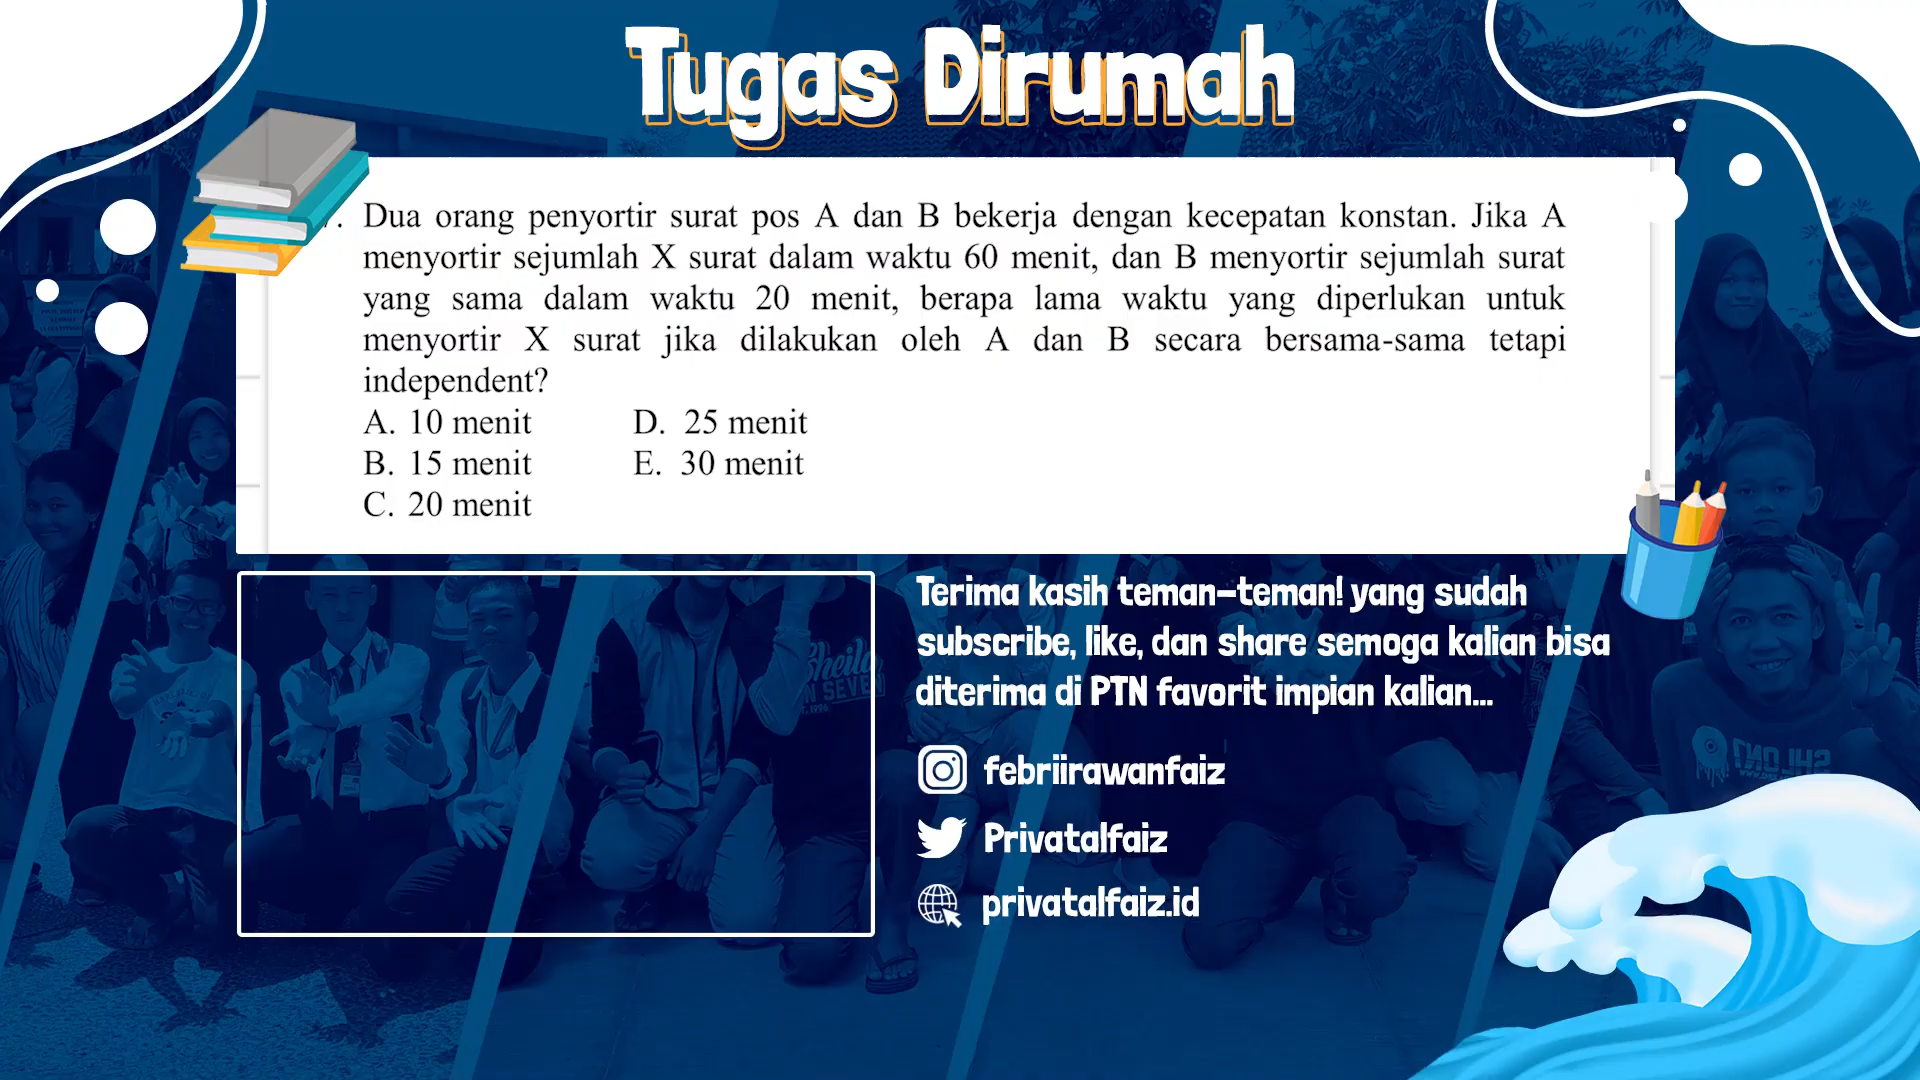 Tugas Dirumah
. Dua orang penyortir surat pos A dan B bekerja dengan kecepatan konstan. Jika A
menyortir sejumlah X surat dalam waktu 60 menit, dan B menyortir sejumlah surat
yang sama dalam waktu 20 menit, berapa lama waktu yang diperlukan untuk
menyortir X surat jika dilakukan oleh A dan B secara bersama-sama tetapi
independent?
A. 10 menit D. 25 menit
B. 15 menit E. 30 menit
C. 20 menit
Terima kasih teman-teman! yang sudah
subscribe, like, dan share semoga kalian bisa
diterima di PTN favorit impian kalian...
febriirawanfaiz
Privatalfaiz
privatalfaiz.id